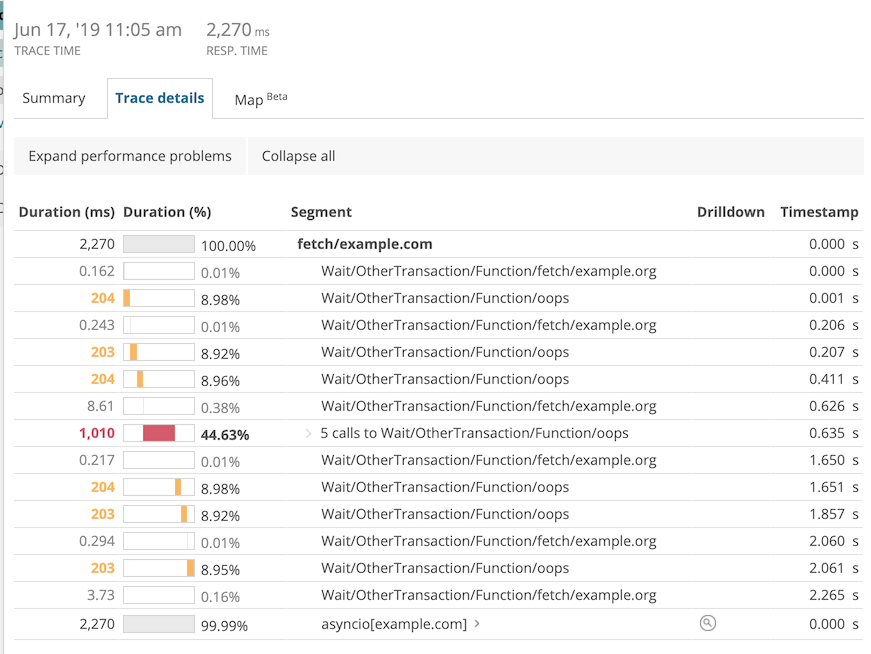 Jun 17, '19 11:05 am 2,270 ms
TRACE TIME RESP. TIME
Summary Trace details Map Beta
Expand performance problems Collapse all
Duration (ms) Duration (%) Segment Drilldown Timestamp
2,270 100.00% fetch/example.com 0.000 s
0.162 0.01% Wait/OtherTransaction/Function/fetch/example.org 0.000 s
204 8.98% Wait/OtherTransaction/Function/oops 0.001 s
0.243 0.01% Wait/OtherTransaction/Function/fetch/example.org 0.206 s
203 8.92% Wait/OtherTransaction/Function/oops 0.207 s
204 8.96% Wait/OtherTransaction/Function/oops 0.411 s
8.61 0.38% Wait/OtherTransaction/Function/fetch/example.org 0.626 s
1,010 44.63% 5 calls to Wait/OtherTransaction/Function/oops 0.635 s
0.217 0.01% Wait/OtherTransaction/Function/fetch/example.org 1.650 s
204 8.98% Wait/OtherTransaction/Function/oops 1.651 s
203 8.92% Wait/OtherTransaction/Function/oops 1.857 s
0.294 0.01% Wait/OtherTransaction/Function/fetch/example.org 2.060 s
203 8.95% Wait/OtherTransaction/Function/oops 2.061 s
3.73 0.16% Wait/OtherTransaction/Function/fetch/example.org 2.265 s
2,270 99.99% asyncio[example.com] 0.000 s